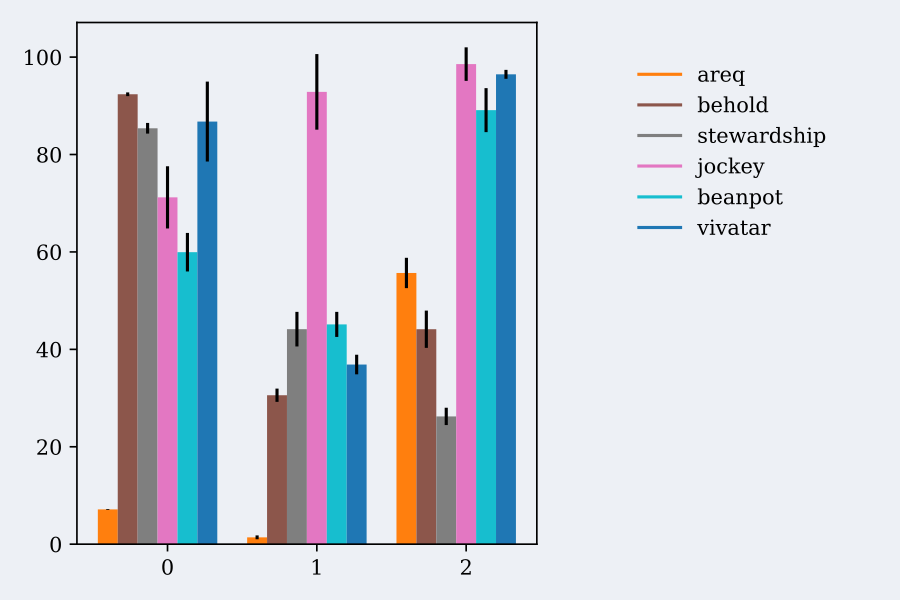 100
80
60
40
20
0
0 1 2
areq
behold
stewardship
jockey
beanpot
vivatar